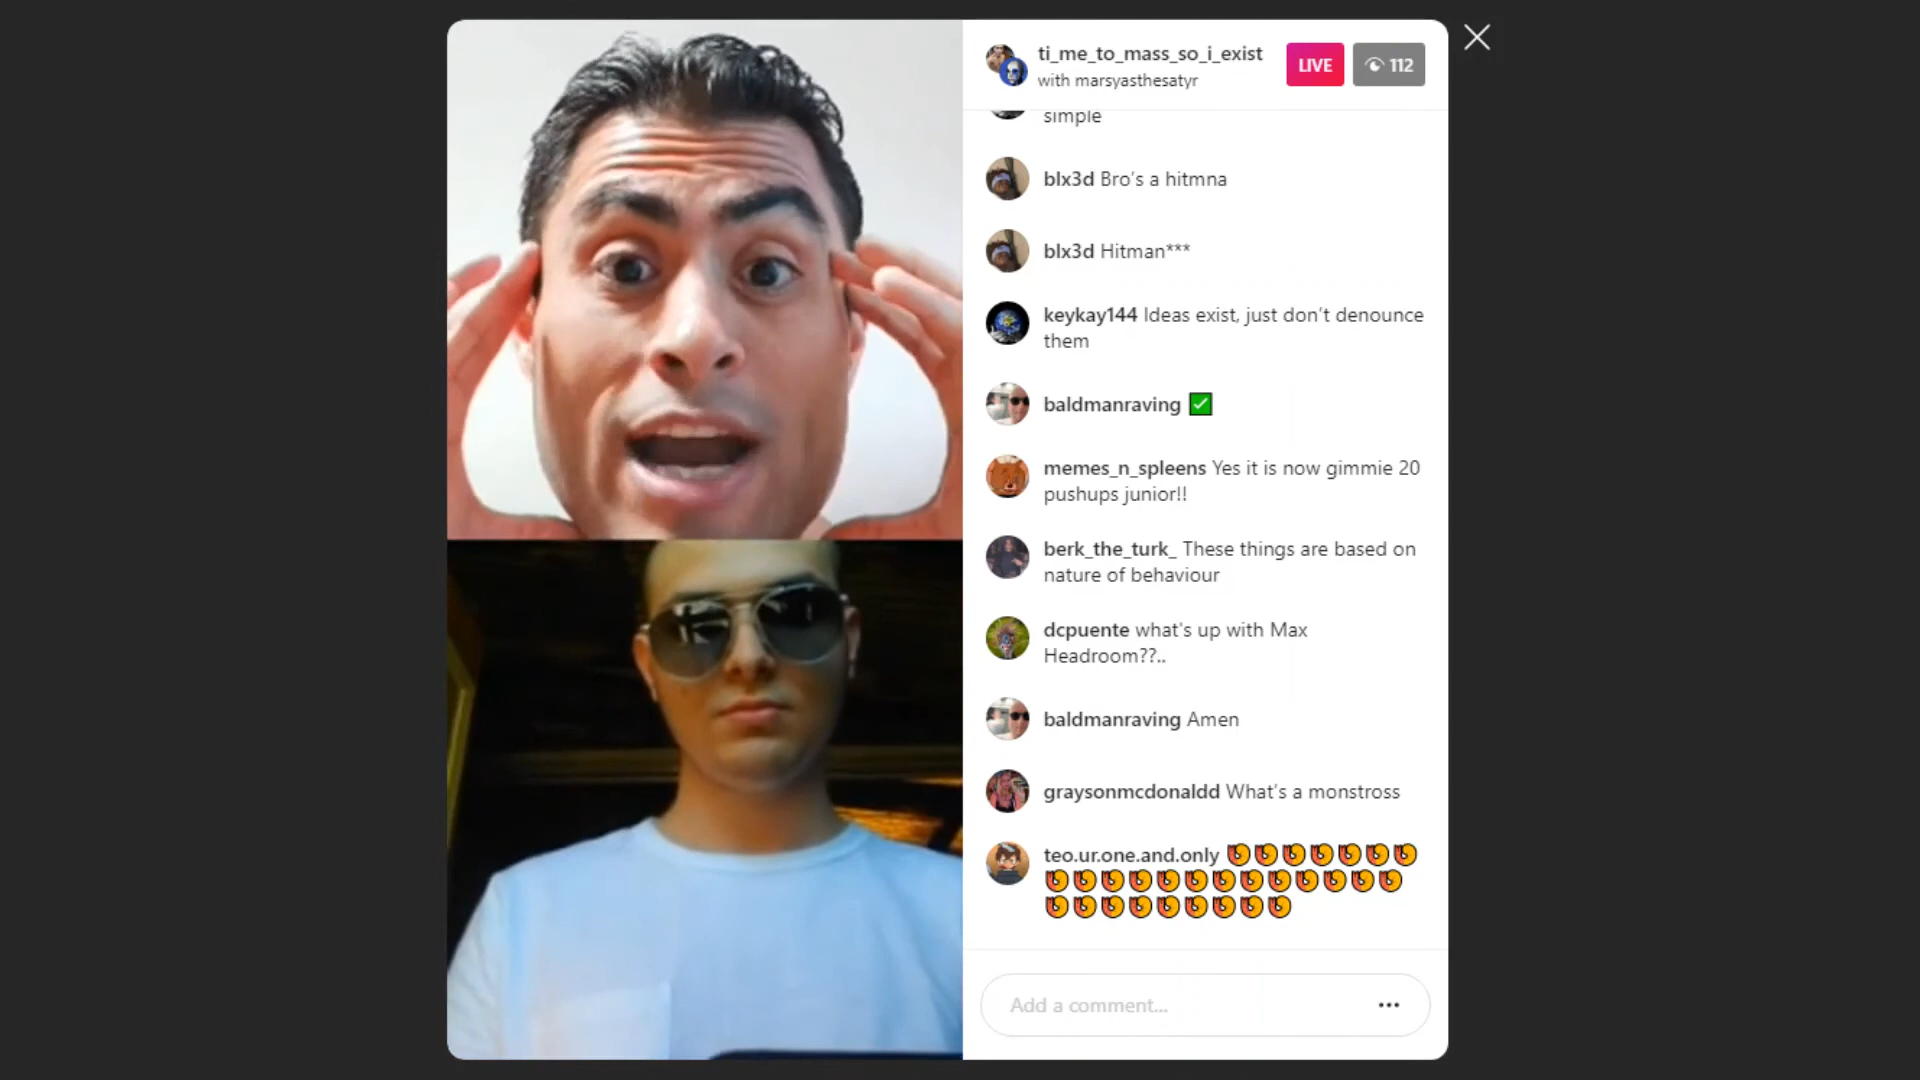 ti_me_to_mass_so_i_exist
with marsyasthesatyr
LIVE
112
simple
blx3d Bro's a hitmna
blx3d Hitman***
keykay144 Ideas exist, just don't denounce
them
baldmanraving ✅
memes_n_spleens Yes it is now gimmie 20
pushups junior!!
berk_the_turk_ These things are based on
nature of behaviour
dcpuente what's up with Max
Headroom??..
baldmanraving Amen
graysonmcdonaldd What's a monstross
teo.ur.one.and.only
Add a comment...